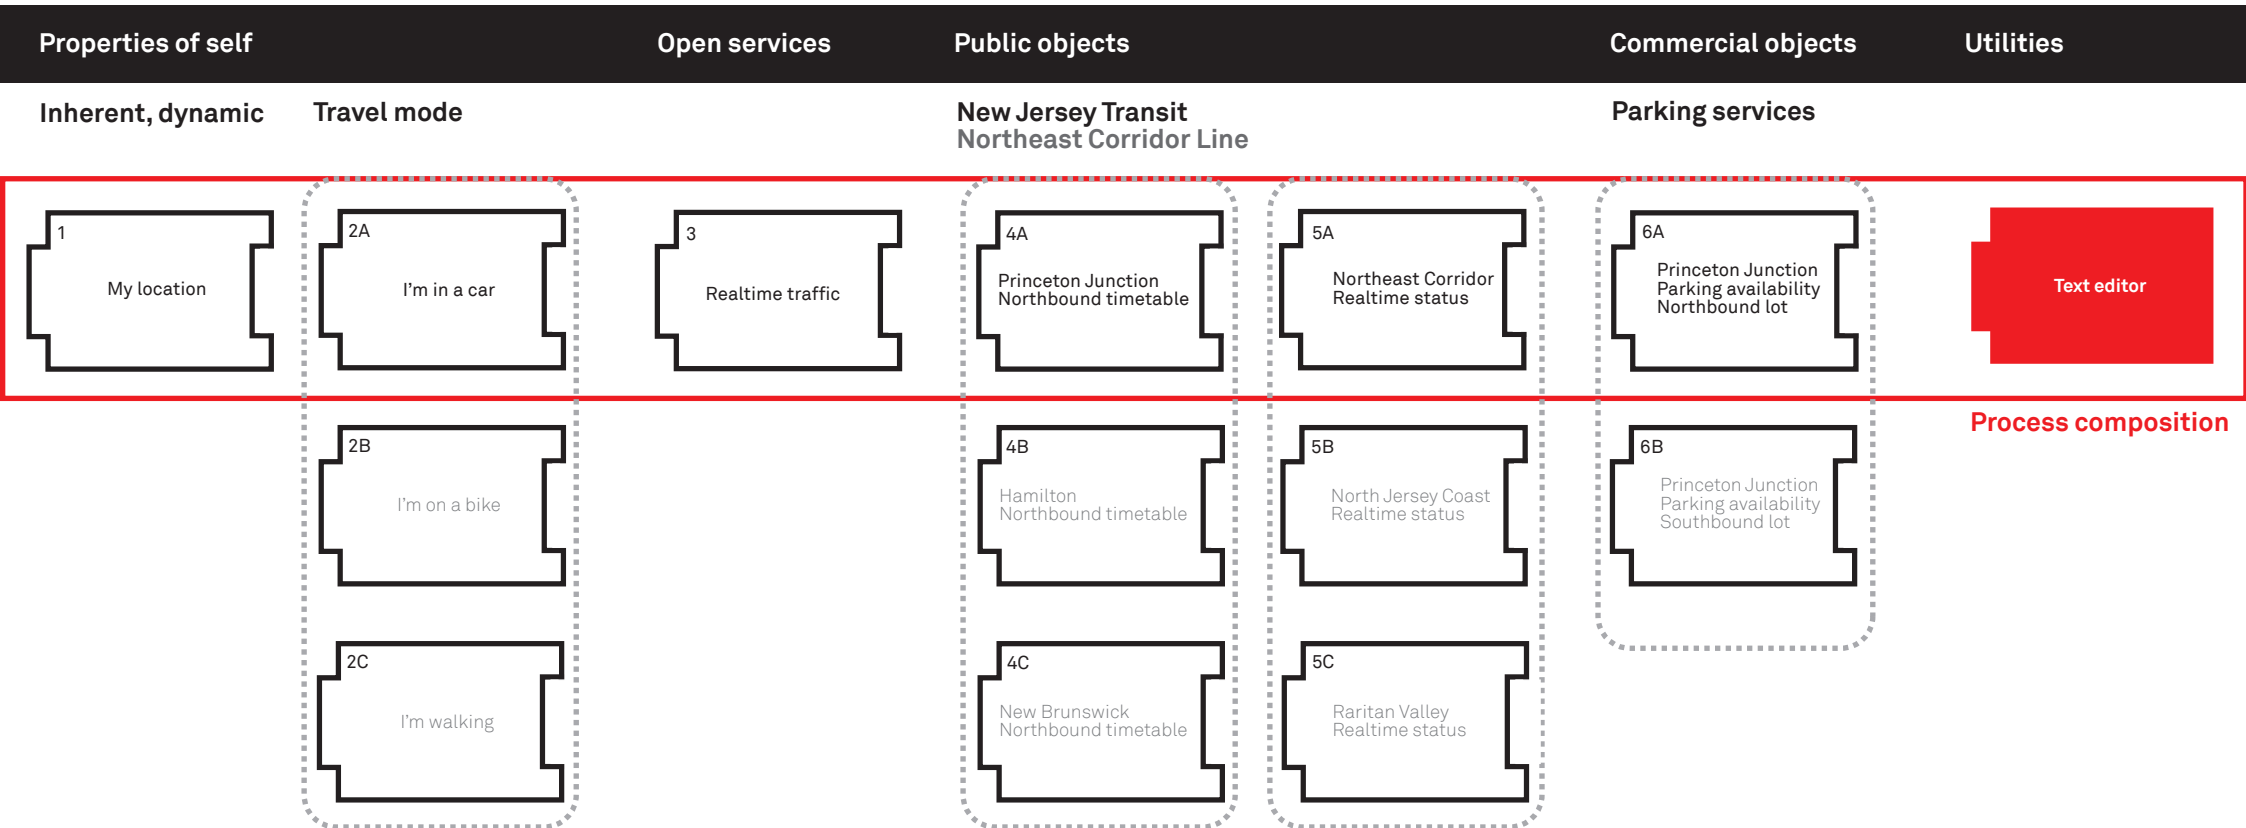 Properties of self
Open services
Public objects
Commercial objects
Utilities
Inherent, dynamic
Travel mode
New Jersey Transit
Northeast Corridor Line
Parking services
1
My location
2A
I'm in a car
3
Realtime traffic
4A
Princeton Junction
Northbound timetable
5A
Northeast Corridor
Realtime status
6A
Princeton Junction
Parking availability
Northbound lot
Text editor
Process composition
2B
I'm on a bike
4B
Hamilton
Northbound timetable
5B
North Jersey Coast
Realtime status
6B
Princeton Junction
Parking availability
Southbound lot
2C
I'm walking
4C
New Brunswick
Northbound timetable
5C
Raritan Valley
Realtime status